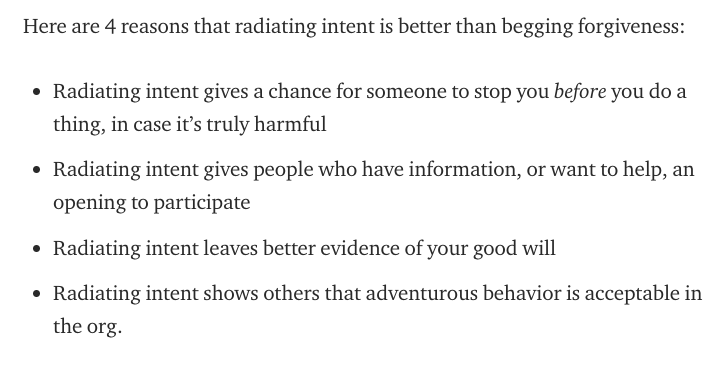 Here are 4 reasons that radiating intent is better than begging forgiveness:
• Radiating intent gives a chance for someone to stop you before you do a
thing, in case it’s truly harmful
• Radiating intent gives people who have information, or want to help, an
opening to participate
• Radiating intent leaves better evidence of your good will
• Radiating intent shows others that adventurous behavior is acceptable in
the org.